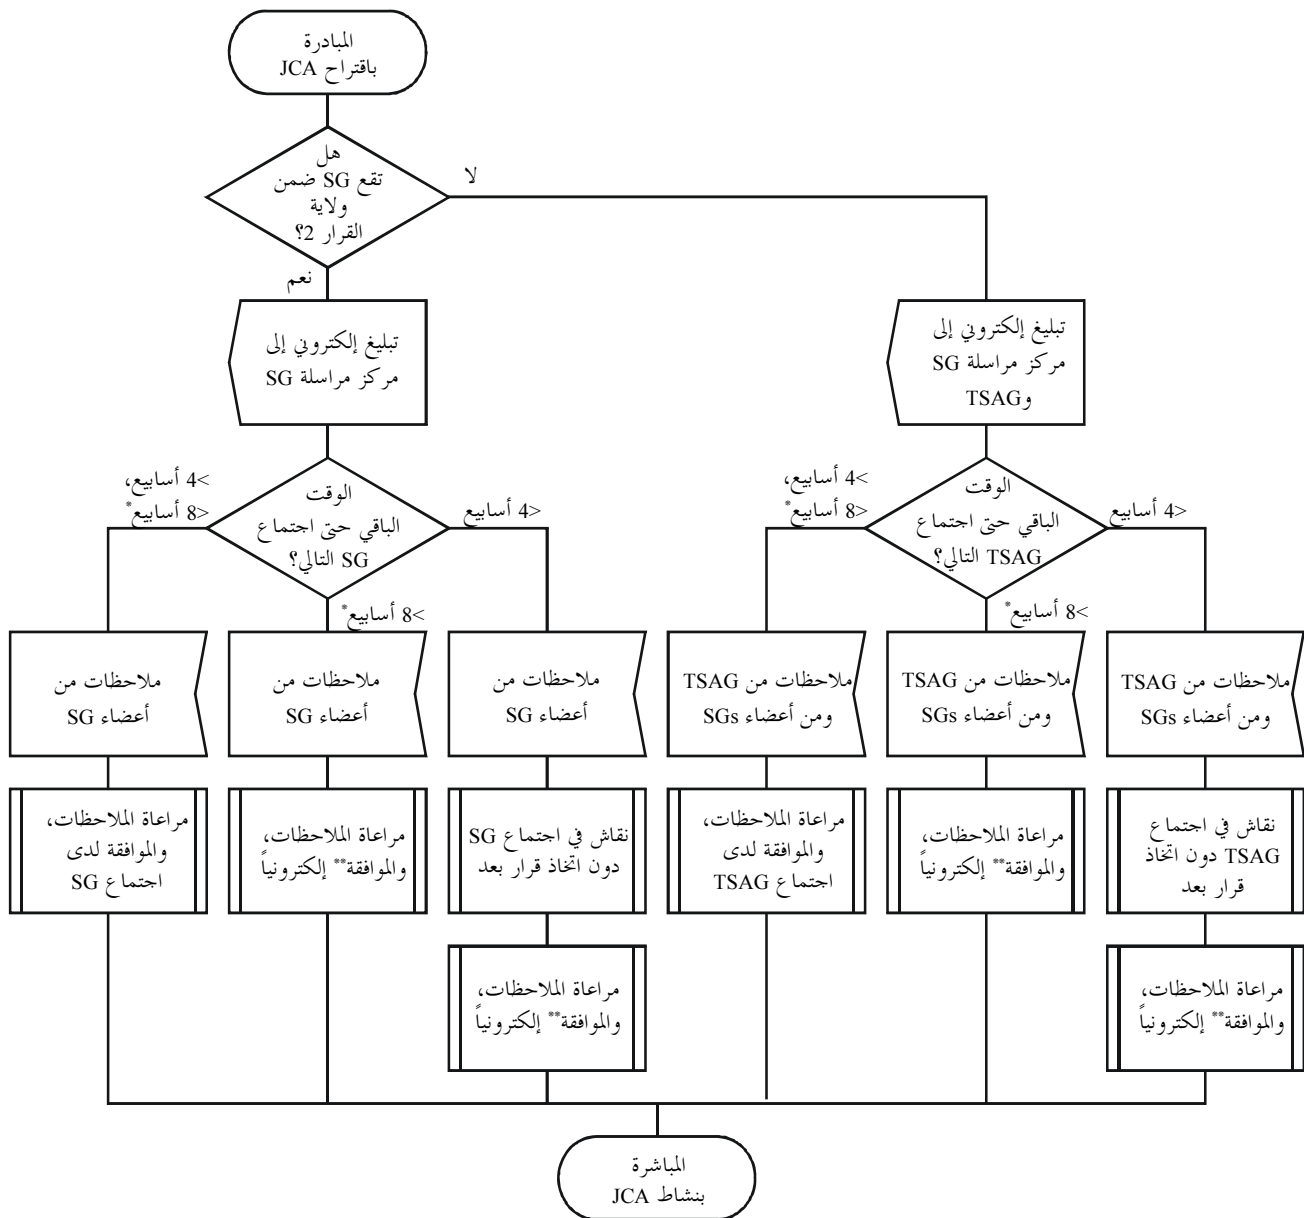 المبادرة
باقتراح JCA
هل
تقع SG ضمن
ولاية
القرار 2؟
لا
نعم
تبليغ إلكتروني إلى
مركز مراسلة SG
تبليغ إلكتروني إلى
مركز مراسلة SG
وTSAG
>4 أسابيع،
<8 أسابيع*
الوقت
الباقي حتى اجتماع
SG التالي؟
<4 أسابيع
>8 أسابيع*
>4 أسابيع،
<8 أسابيع*
الوقت
الباقي حتى اجتماع
TSAG التالي؟
<4 أسابيع
>8 أسابيع*
ملاحظات من
أعضاء SG
ملاحظات من
أعضاء SG
ملاحظات من
أعضاء SG
ملاحظات من TSAG
ومن أعضاء SGs
ملاحظات من TSAG
ومن أعضاء SGs
ملاحظات من TSAG
ومن أعضاء SGs
مراعاة الملاحظات،
والموافقة لدى
اجتماع SG
مراعاة الملاحظات،
والموافقة** إلكترونياً
نقاش في اجتماع SG
دون اتخاذ قرار بعد
مراعاة الملاحظات،
والموافقة لدى
اجتماع TSAG
مراعاة الملاحظات،
والموافقة** إلكترونياً
نقاش في اجتماع
TSAG دون اتخاذ
قرار بعد
مراعاة الملاحظات،
والموافقة** إلكترونياً
مراعاة الملاحظات،
والموافقة** إلكترونياً
المباشرة
بنشاط JCA